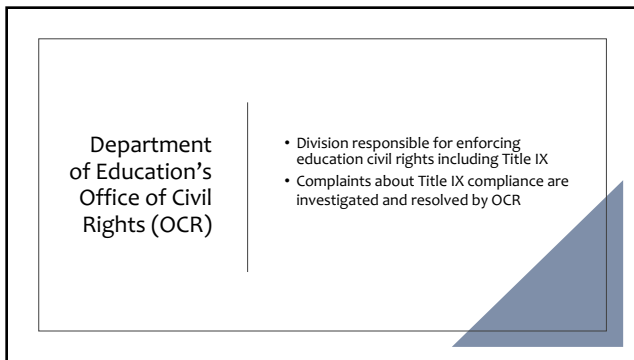 Department
of Education’s
Office of Civil
Rights (OCR)
• Division responsible for enforcing
education civil rights including Title IX
• Complaints about Title IX compliance are
investigated and resolved by OCR